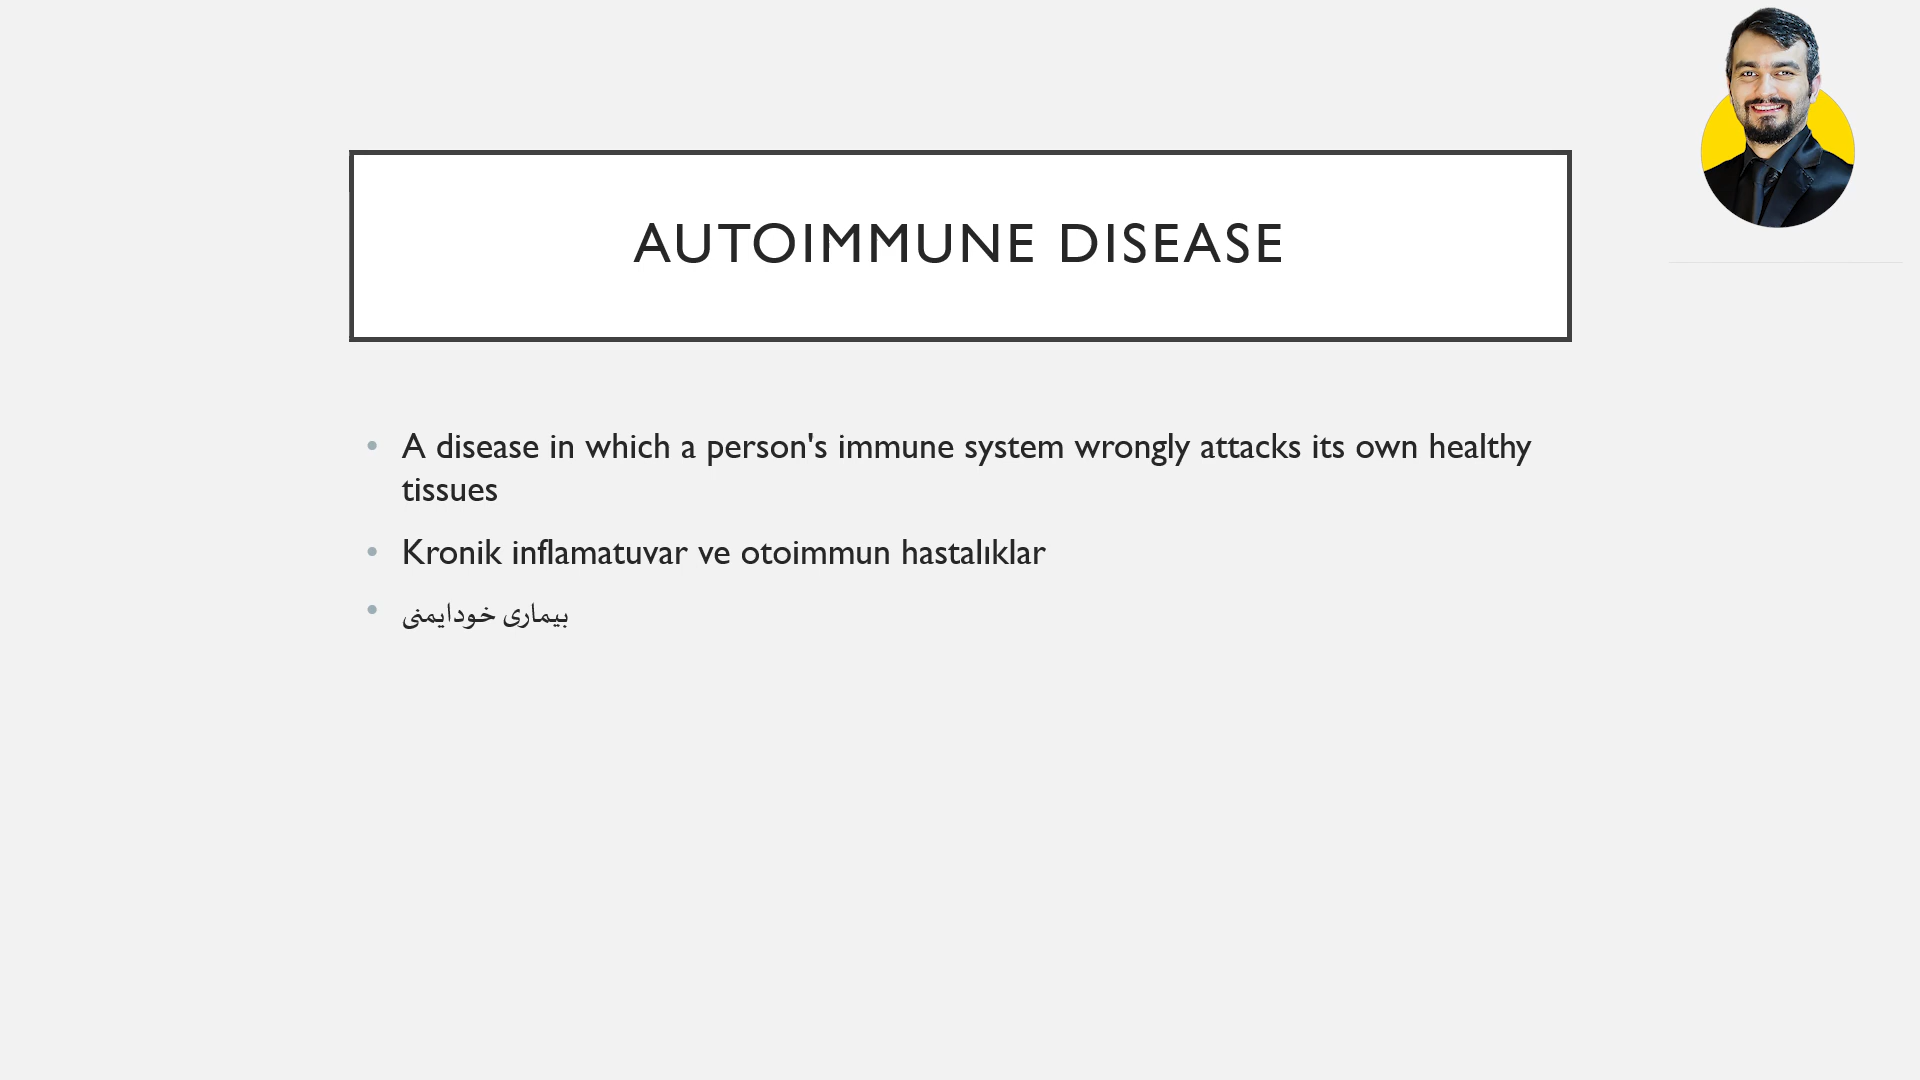 AUTOIMMUNE DISEASE
• A disease in which a person's immune system wrongly attacks its own healthy
tissues
• Kronik inflamatuvar ve otoimmun hastalıklar
• بیماری خودایمنی